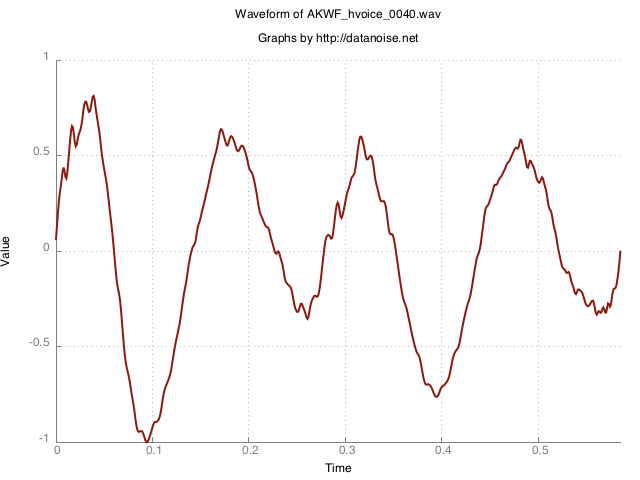 Waveform of AKWF_hvoice_0040.wav
Graphs by http://datanoise.net
1
0.5
0
-0.5
-1
Value
0 0.1 0.2 0.3 0.4 0.5
Time